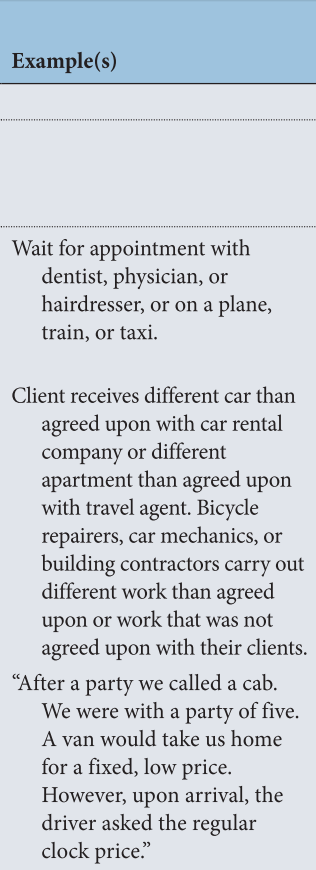 Example(s)
Wait for appointment with
dentist, physician, or
hairdresser, or on a plane,
train, or taxi.
Client receives different car than
agreed upon with car rental
company or different
apartment than agreed upon
with travel agent. Bicycle
repairers, car mechanics, or
building contractors carry out
different work than agreed
upon or work that was not
agreed upon with their clients.
“After a party we called a cab.
We were with a party of five.
A van would take us home
for a fixed, low price.
However, upon arrival, the
driver asked the regular
clock price.”